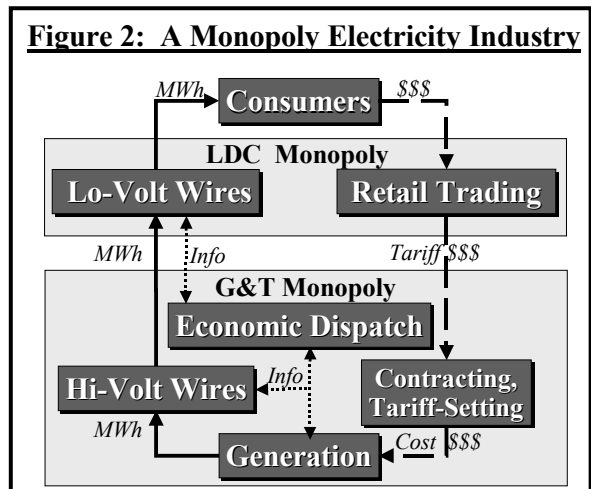 Figure 2: A Monopoly Electricity Industry
MWh
Consumers
$$$
LDC Monopoly
Lo-Volt Wires
Retail Trading
MWh
Info
Tariff $$$
G&T Monopoly
Economic Dispatch
Hi-Volt Wires
Info
Contracting,
Tariff-Setting
MWh
Generation
Cost $$$